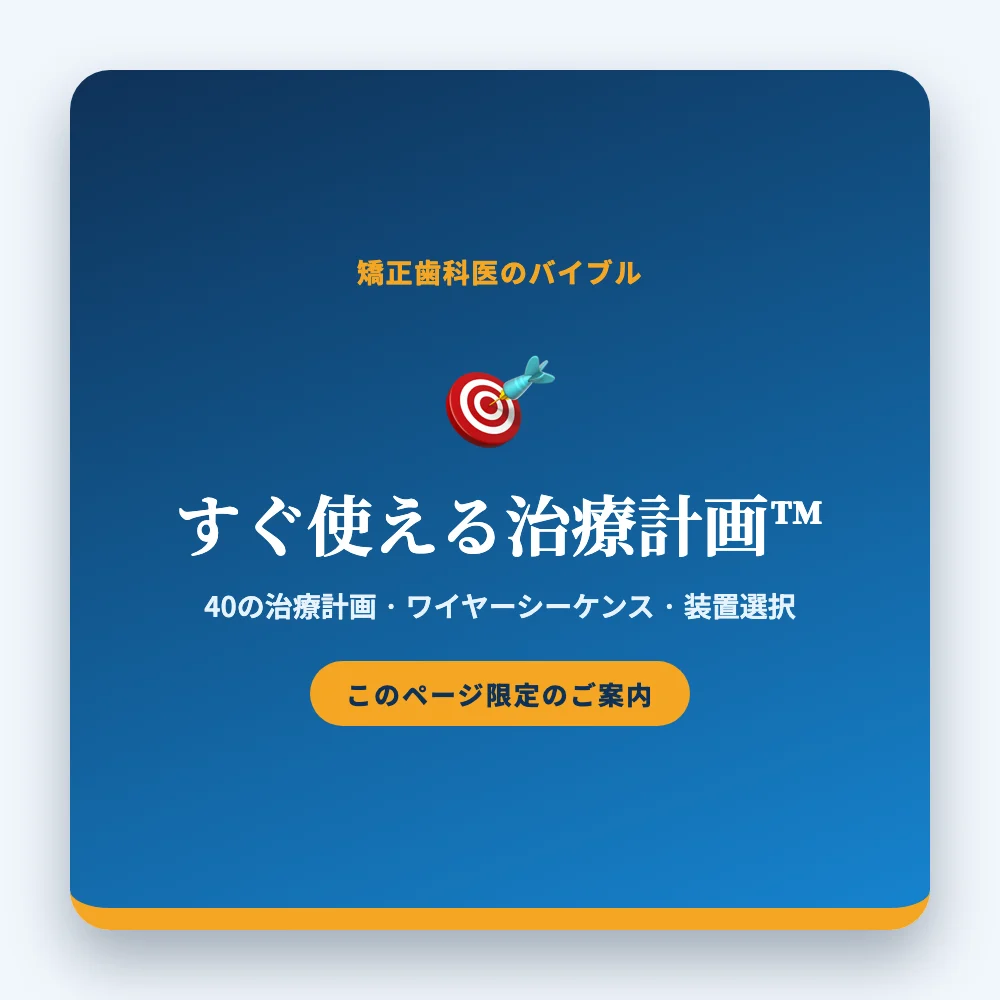 矯正歯科医のバイブル
すぐ使える治療計画™
40の治療計画 · ワイヤーシーケンス · 装置選択
このページ限定のご案内